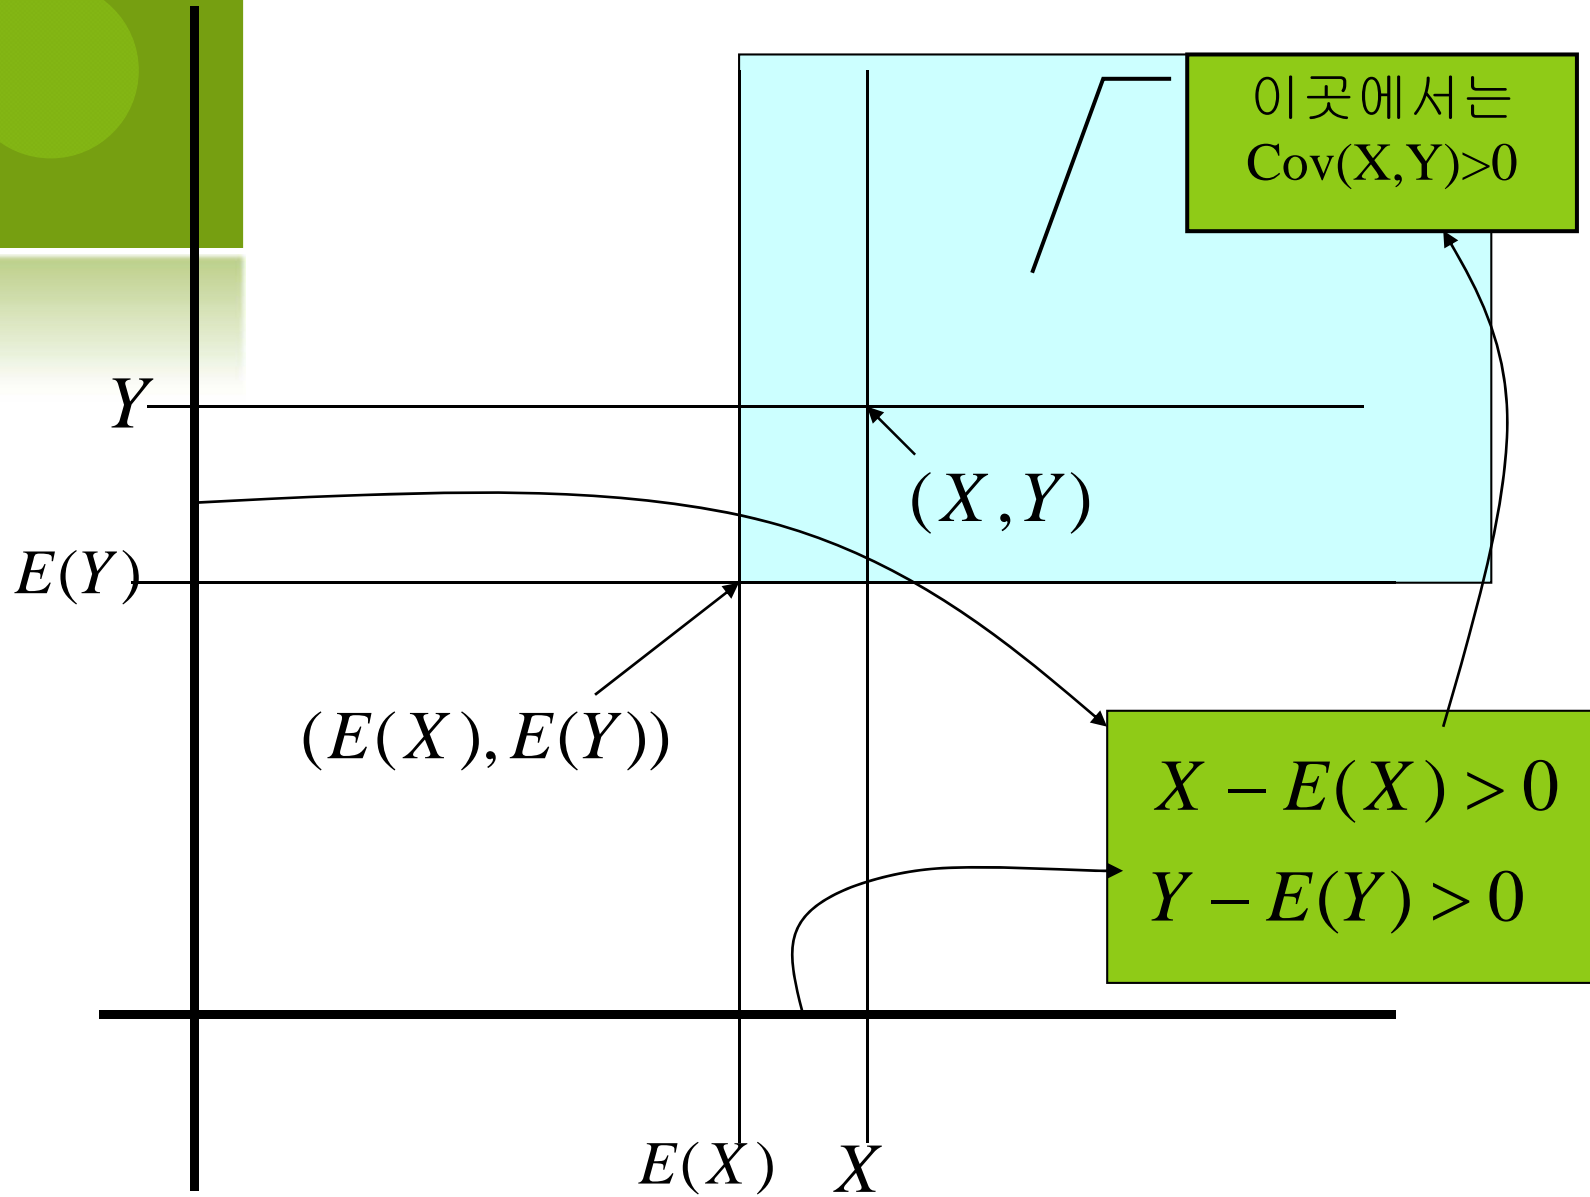 이곳에서는
Cov(X,Y)>0
Y
(X,Y)
E(Y)
(E(X),E(Y))
X − E(X) > 0
Y − E(Y) > 0
E(X)
X